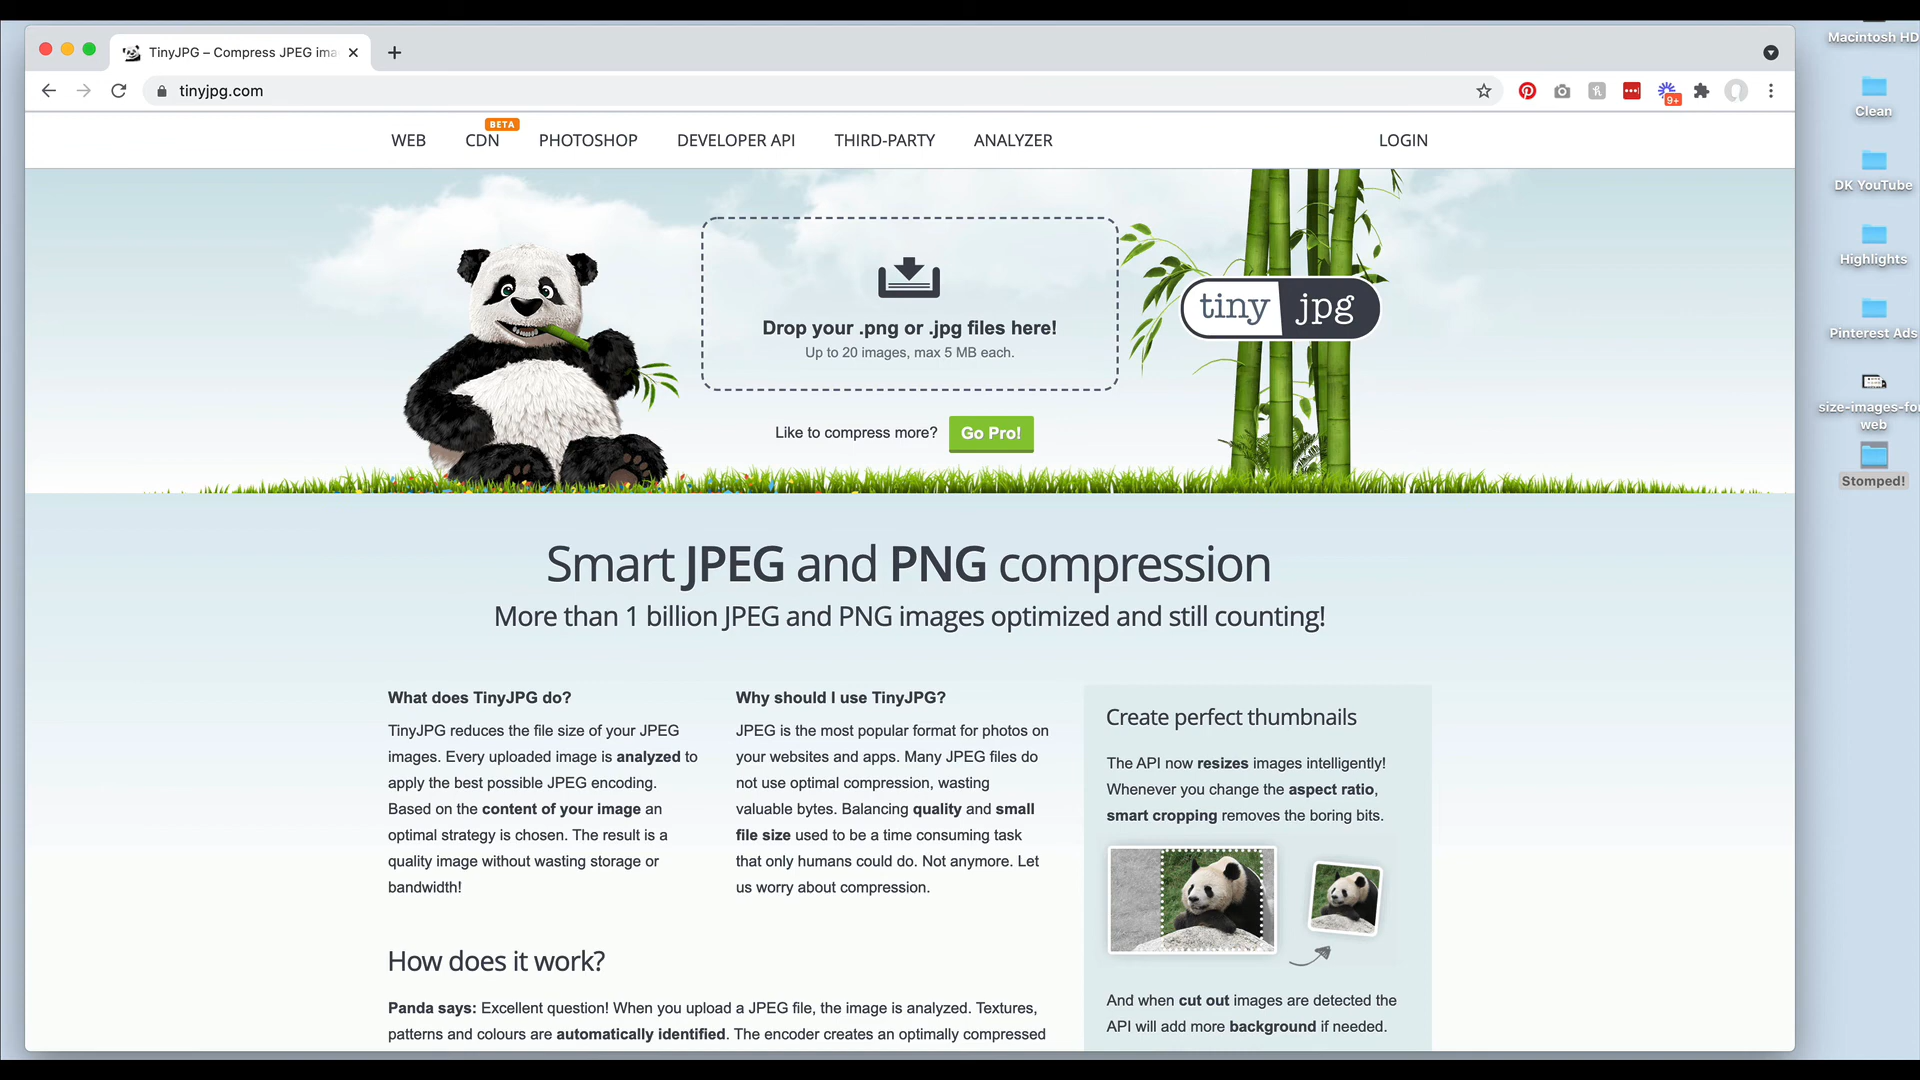 TinyJPG – Compress JPEG ima
tinyjpg.com
9+
WEB
CDN
BETA
PHOTOSHOP
DEVELOPER API
THIRD-PARTY
ANALYZER
LOGIN
Drop your .png or .jpg files here!
Up to 20 images, max 5 MB each.
tiny jpg
Like to compress more? Go Pro!
Smart JPEG and PNG compression
More than 1 billion JPEG and PNG images optimized and still counting!
What does TinyJPG do?
TinyJPG reduces the file size of your JPEG
images. Every uploaded image is analyzed to
apply the best possible JPEG encoding.
Based on the content of your image an
optimal strategy is chosen. The result is a
quality image without wasting storage or
bandwidth!
Why should I use TinyJPG?
JPEG is the most popular format for photos on
your websites and apps. Many JPEG files do
not use optimal compression, wasting
valuable bytes. Balancing quality and small
file size used to be a time consuming task
that only humans could do. Not anymore. Let
us worry about compression.
How does it work?
Panda says: Excellent question! When you upload a JPEG file, the image is analyzed. Textures,
patterns and colours are automatically identified. The encoder creates an optimally compressed
Create perfect thumbnails
The API now resizes images intelligently!
Whenever you change the aspect ratio,
smart cropping removes the boring bits.
And when cut out images are detected the
API will add more background if needed.
Macintosh HD
Clean
DK YouTube
Highlights
Pinterest Ads
size-images-for
web
Stomped!